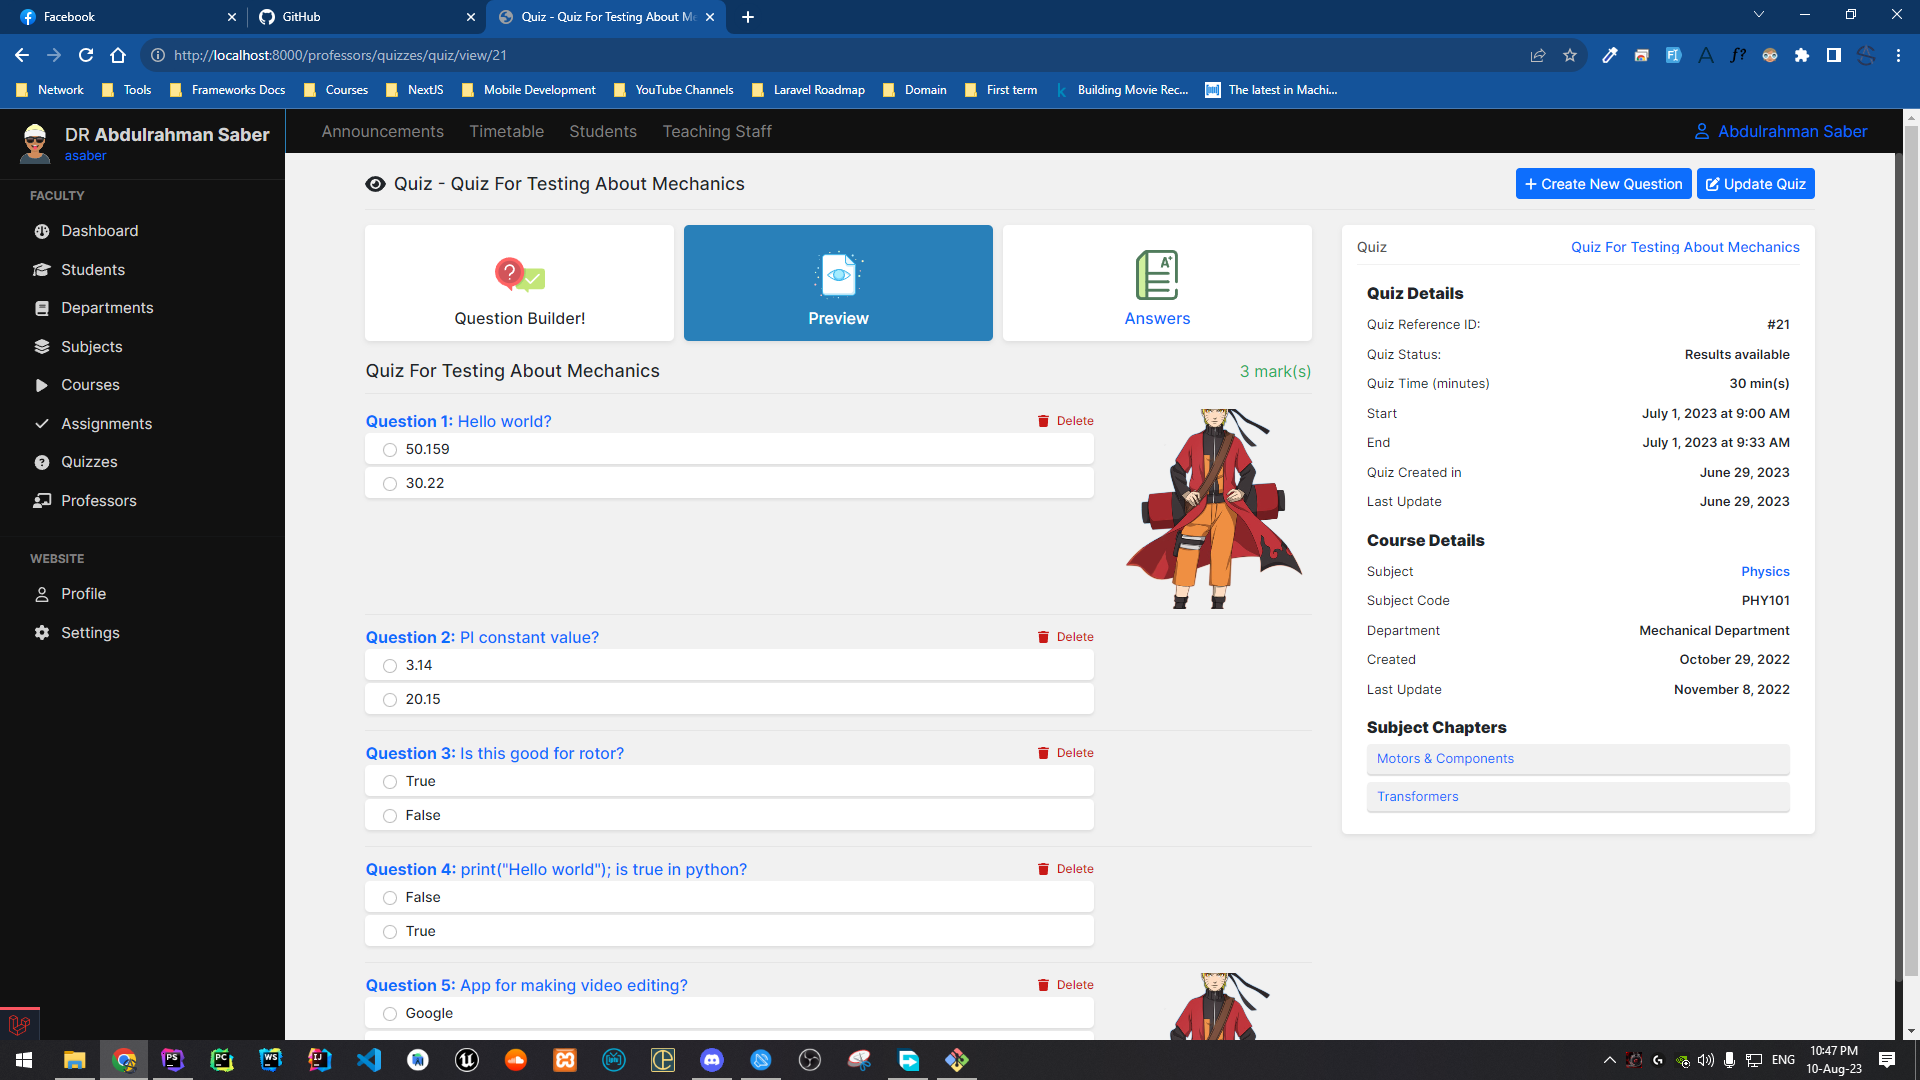 Facebook
GitHub
Quiz - Quiz For Testing About Me
http://localhost:8000/professors/quizzes/quiz/view/21
Network
Tools
Frameworks Docs
Courses
NextJS
Mobile Development
YouTube Channels
Laravel Roadmap
Domain
First term
Building Movie Rec...
The latest in Machi...
DR Abdulrahman Saber
asaber
Announcements
Timetable
Students
Teaching Staff
Abdulrahman Saber
FACULTY
Dashboard
Students
Departments
Subjects
Courses
Assignments
Quizzes
Professors
WEBSITE
Profile
Settings
Quiz - Quiz For Testing About Mechanics
Create New Question
Update Quiz
Question Builder!
Preview
A+
Answers
Quiz For Testing About Mechanics
3 mark(s)
Question 1: Hello world?
Delete
50.159
30.22
Question 2: PI constant value?
Delete
3.14
20.15
Question 3: Is this good for rotor?
Delete
True
False
Question 4: print("Hello world"); is true in python?
Delete
False
True
Question 5: App for making video editing?
Delete
Google
Quiz
Quiz For Testing About Mechanics
Quiz Details
Quiz Reference ID: #21
Quiz Status: Results available
Quiz Time (minutes) 30 min(s)
Start July 1, 2023 at 9:00 AM
End July 1, 2023 at 9:33 AM
Quiz Created in June 29, 2023
Last Update June 29, 2023
Course Details
Subject Physics
Subject Code PHY101
Department Mechanical Department
Created October 29, 2022
Last Update November 8, 2022
Subject Chapters
Motors & Components
Transformers
PS
PC
WS
IJ
ENG
10:47 PM
10-Aug-23